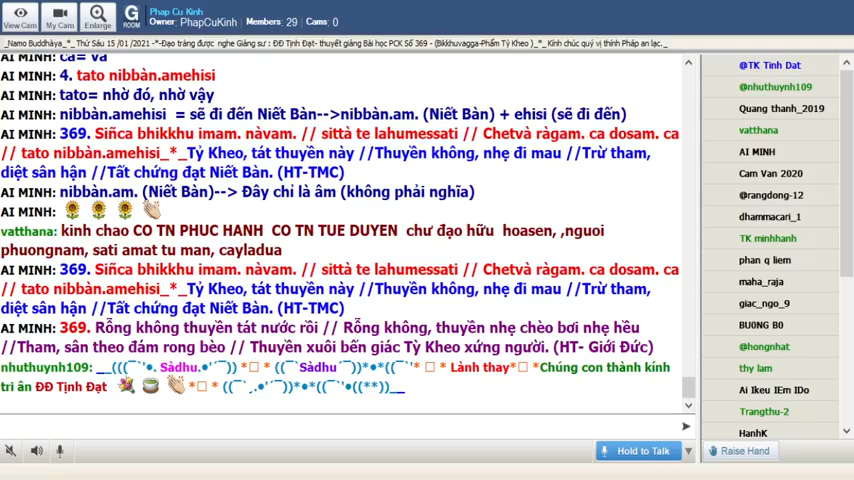 View Cam
My Cam
Enlarge
G
ROOM
Phap Cu Kinh
Owner: PhapCuKinh Members: 29 Cams: 0
_Namo Buddhàya_*_ Thứ Sáu 15 /01 /2021 -*-Đạo tràng được nghe Giảng sư : ĐĐ Tịnh Đạt- thuyết giảng Bài học PCK Số 369 - (Bikkhuvagga-Phẩm Tỳ Kheo )_*_ Kính chúc quý vị thính Pháp an lạc._
AI MINH: ca= và
AI MINH: 4. tato nibbàn.amehisi
AI MINH: tato= nhờ đó, nhờ vậy
AI MINH: nibbàn.amehisi = sẽ đi đến Niết Bàn-->nibbàn.am. (Niết Bàn) + ehisi (sẽ đi đến)
AI MINH: 369. Siñca bhikkhu imam. nàvam. // sittà te lahumessati // Chetvà ràgam. ca dosam. ca
// tato nibbàn.amehisi_*_Tỷ Kheo, tát thuyền này //Thuyền không, nhẹ đi mau //Trừ tham,
diệt sân hận //Tất chứng đạt Niết Bàn. (HT-TMC)
AI MINH: nibbàn.am. (Niết Bàn)--> Đây chỉ là âm (không phải nghĩa)
AI MINH:
vatthana: kinh chao CO TN PHUC HANH CO TN TUE DUYEN chư đạo hữu hoasen, ,nguoi
phuongnam, sati amat tu man, cayladua
AI MINH: 369. Siñca bhikkhu imam. nàvam. // sittà te lahumessati // Chetvà ràgam. ca dosam. ca
// tato nibbàn.amehisi_*_Tỷ Kheo, tát thuyền này //Thuyền không, nhẹ đi mau //Trừ tham,
diệt sân hận //Tất chứng đạt Niết Bàn. (HT-TMC)
AI MINH: 369. Rỗng không thuyền tát nước rồi // Rỗng không, thuyền nhẹ chèo bơi nhẹ hều
//Tham, sân theo đám rong bèo // Thuyền xuôi bến giác Tỳ Kheo xứng người. (HT- Giới Đức)
nhuthuynh109: _ _(((¯`'•. Sàdhu.•'´¯)) *□ * ((¯`Sàdhu´¯))*•*((¯`'* □ * Lành thay*□ *Chúng con thành kính
tri ân ĐĐ Tịnh Đạt *□ * ((¯`¸.•'´¯))*•*((¯`'•((**))__
Hold to Talk
Raise Hand
@TK Tinh Dat
@nhuthuynh109
Quang thanh_2019
vatthana
AI MINH
Cam Van 2020
@rangdong-12
dhammacari_1
TK minhhanh
phan q liem
maha_raja
giac_ngo_9
BU0NG B0
@hongnhat
thy lam
Ai Ikeu IEm IDo
Trangthu-2
HanhK